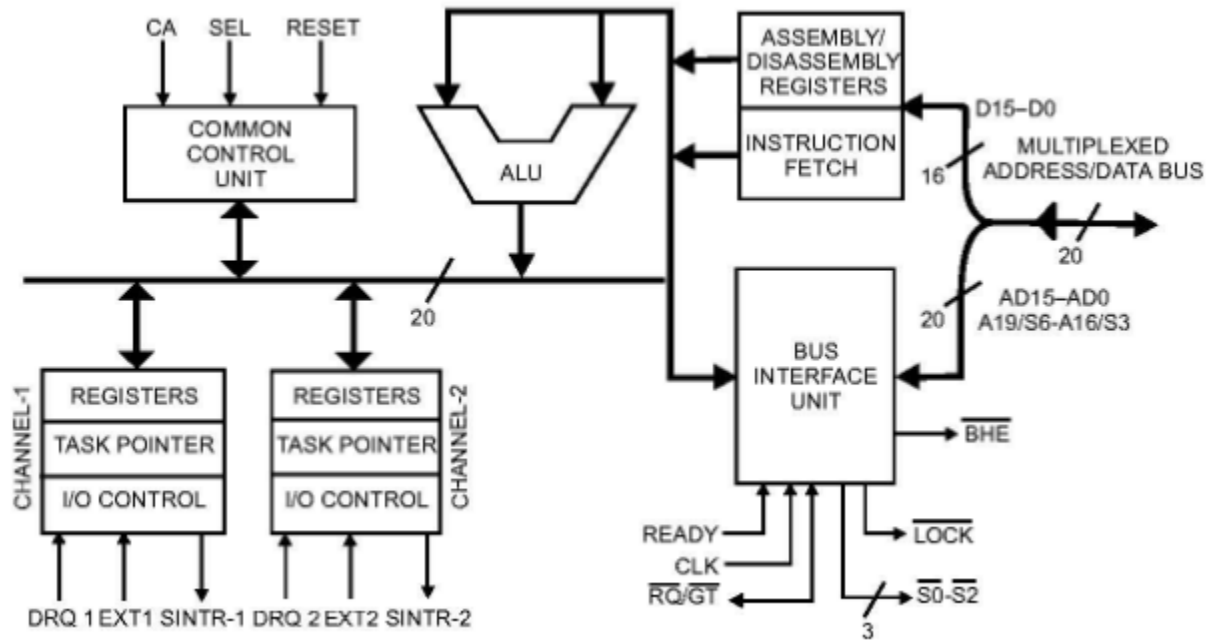 CA
SEL
RESET
COMMON
CONTROL
UNIT
ALU
ASSEMBLY/
DISASSEMBLY
REGISTERS
INSTRUCTION
FETCH
D15–D0
16
MULTIPLEXED
ADDRESS/DATA BUS
20
20
AD15–AD0
A19/S6-A16/S3
20
BUS
INTERFACE
UNIT
BHE
READY
CLK
RQ/GT
LOCK
S0-S2
3
CHANNEL-1
REGISTERS
TASK POINTER
I/O CONTROL
DRQ 1
EXT1
SINTR-1
CHANNEL-2
REGISTERS
TASK POINTER
I/O CONTROL
DRQ 2
EXT2
SINTR-2